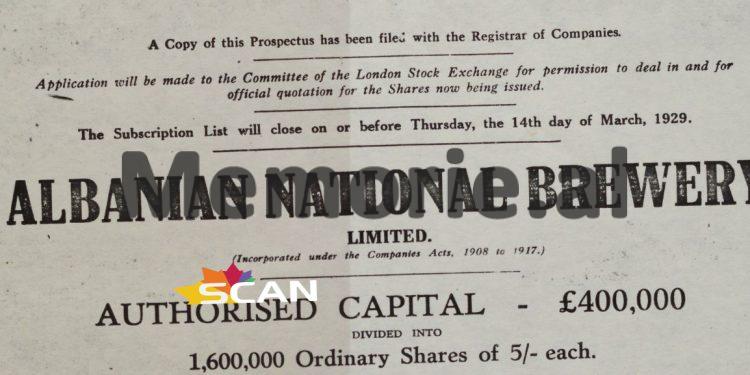 A Copy of this Prospectus has been filed with the Registrar of Companies.
Application will be made to the Committee of the London Stock Exchange for permission to deal in and for
official quotation for the Shares now being issued.
The Subscription List will close on or before Thursday, the 14th day of March, 1929.
Memorie.al
ALBANIAN NATIONAL BREWERY
LIMITED.
(Incorporated under the Companies Acts, 1908 to 1917.)
SCAN
AUTHORISED CAPITAL - £400,000
DIVIDED INTO
1,600,000 Ordinary Shares of 5/- each.